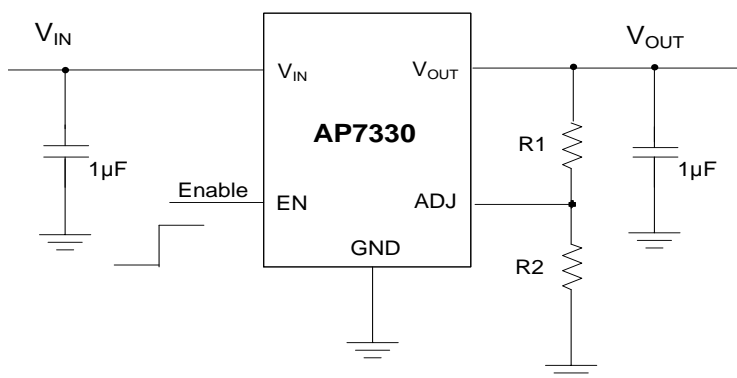 VIN
VOUT
VIN
VOUT
AP7330
R1
1µF
1µF
Enable
EN
ADJ
GND
R2